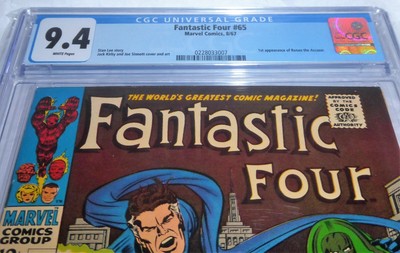 CGC UNIVERSAL GRADE
9.4
WHITE Pages
Fantastic Four #65
Marvel Comics, 8/67
Stan Lee story
Jack Kirby and Joe Sinnott cover and art
1st appearance of Ronan the Accuser.
0228033007
CGC
THE WORLD'S GREATEST COMIC MAGAZINE!
Fantastic
Four
APPROVED
BY THE
COMICS
CODE
AUTHORITY
MARVEL
COMICS
GROUP